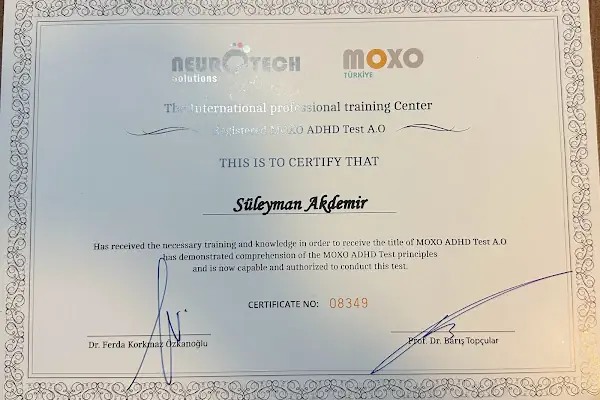 NEUROTECH
solutions
MOXO
TÜRKİYE
The International professional training Center
Registered MOXO ADHD Test A.O
THIS IS TO CERTIFY THAT
Süleyman Akdemir
Has received the necessary training and knowledge in order to receive the title of MOXO ADHD Test A.O
has demonstrated comprehension of the MOXO ADHD Test principles
and is now capable and authorized to conduct this test.
CERTIFICATE NO: 08349
Dr. Ferda Korkmaz Özkanoğlu
Prof. Dr. Barış Topçular